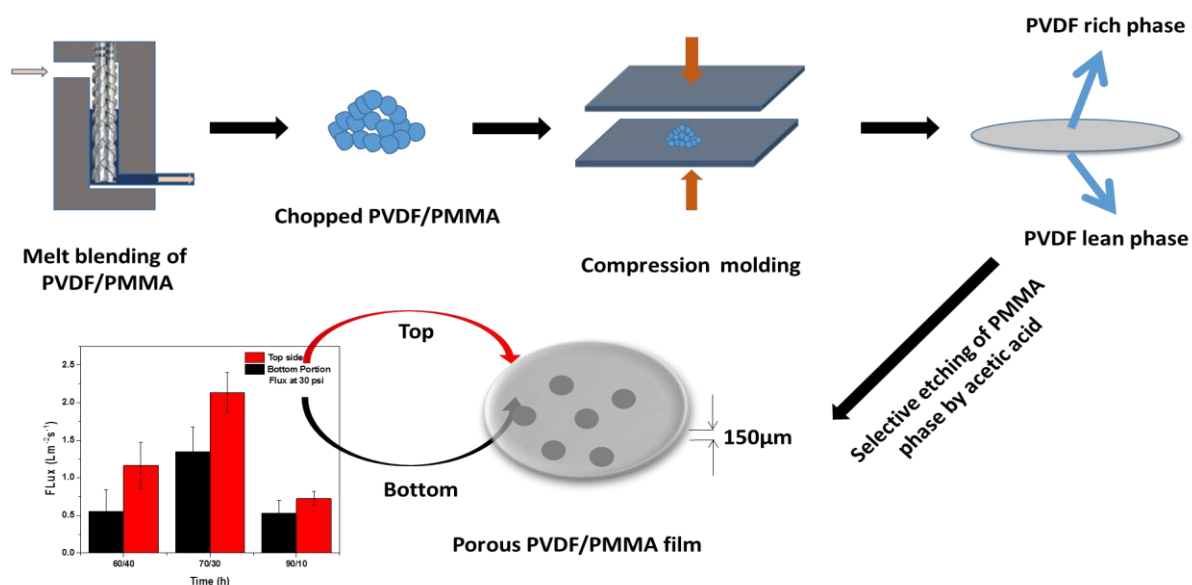 PVDF rich phase
Chopped PVDF/PMMA
Melt blending of
PVDF/PMMA
Compression molding
PVDF lean phase
Selective etching of PMMA
phase by acetic acid
Top
Bottom
150µm
Porous PVDF/PMMA film
Top side
Bottom Portion
Flux at 30 psi
FLux (Lm⁻²s⁻¹)
2.5
2.0
1.5
1.0
0.5
0.0
60/40 70/30 90/10
Time (h)